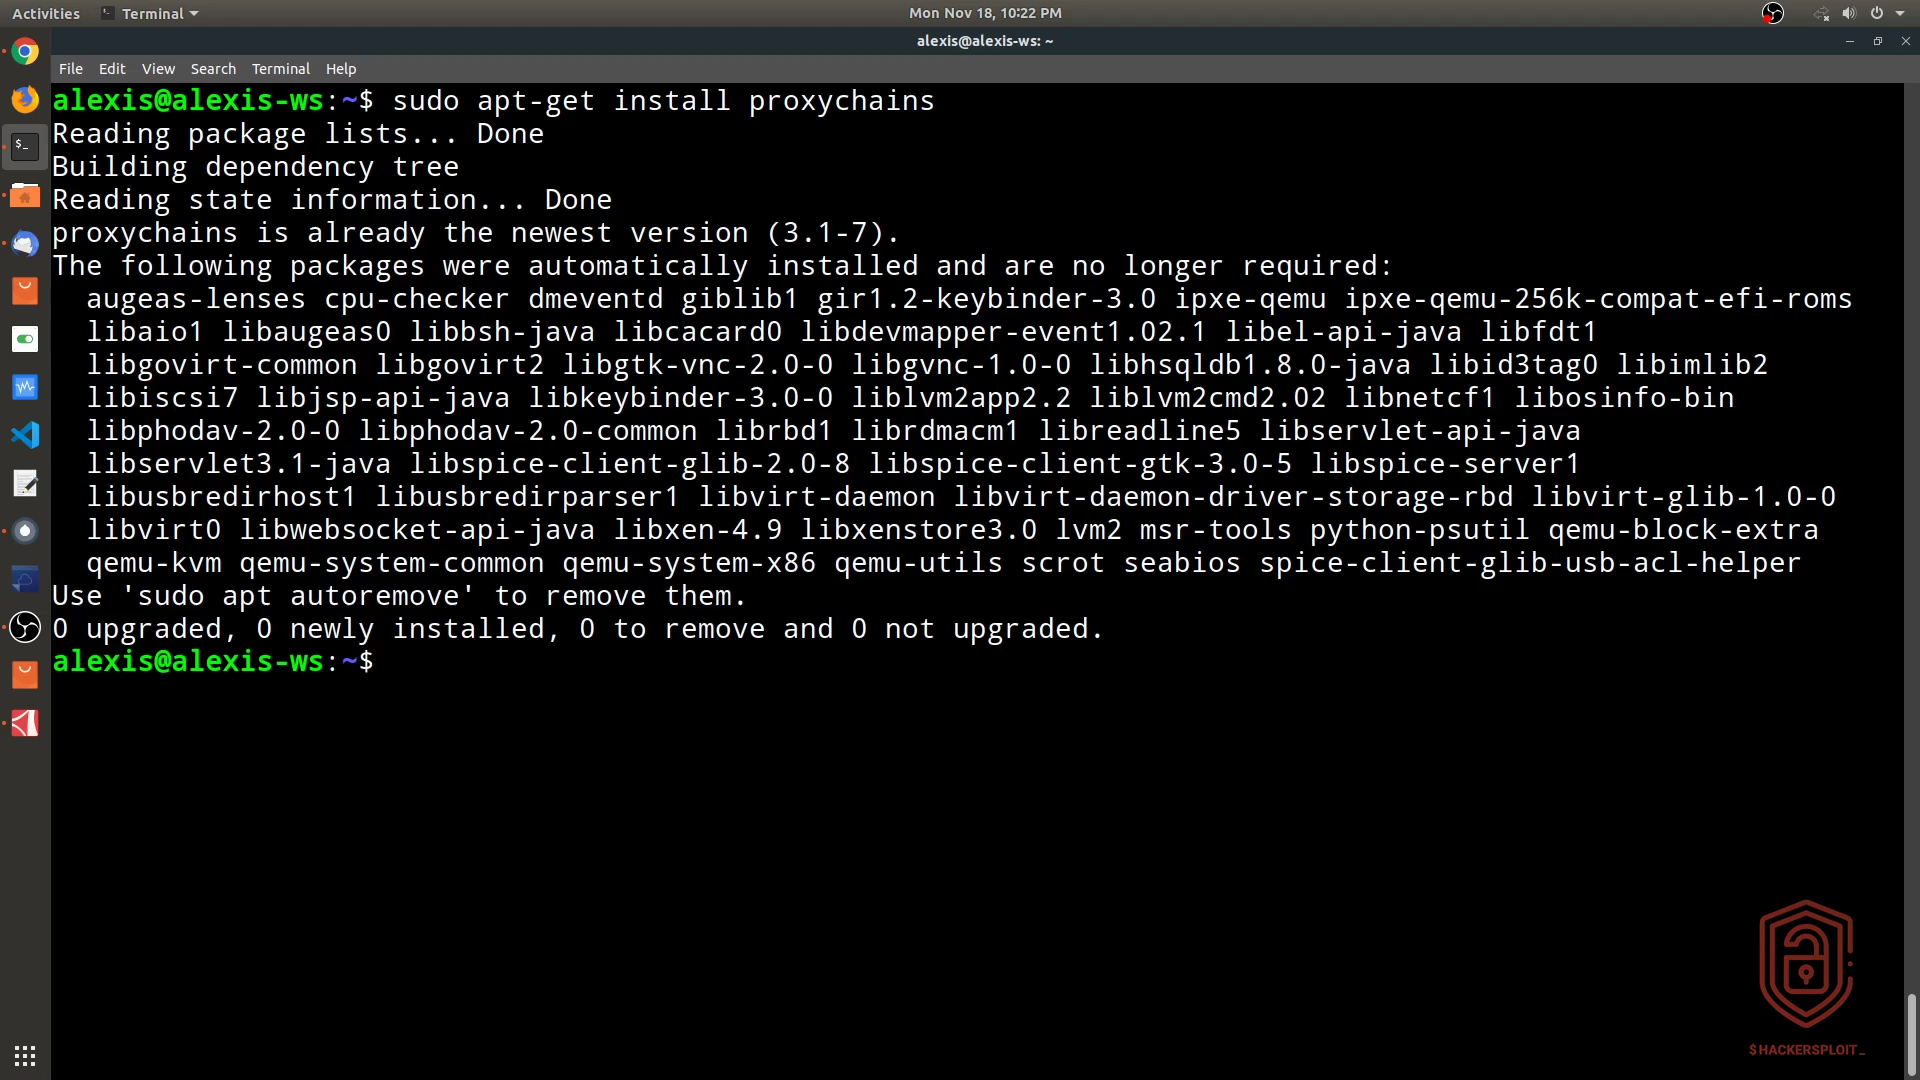 Activities Terminal Mon Nov 18, 10:22 PM
alexis@alexis-ws: ~
File Edit View Search Terminal Help
alexis@alexis-ws:~$ sudo apt-get install proxychains
Reading package lists... Done
Building dependency tree
Reading state information... Done
proxychains is already the newest version (3.1-7).
The following packages were automatically installed and are no longer required:
  augeas-lenses cpu-checker dmeventd giblib1 gir1.2-keybinder-3.0 ipxe-qemu ipxe-qemu-256k-compat-efi-roms
  libaio1 libaugeas0 libbsh-java libcacard0 libdevmapper-event1.02.1 libel-api-java libfdt1
  libgovirt-common libgovirt2 libgtk-vnc-2.0-0 libgvnc-1.0-0 libhsqldb1.8.0-java libid3tag0 libimlib2
  libiscsi7 libjsp-api-java libkeybinder-3.0-0 liblvm2app2.2 liblvm2cmd2.02 libnetcf1 libosinfo-bin
  libphodav-2.0-0 libphodav-2.0-common librbd1 librdmacm1 libreadline5 libservlet-api-java
  libservlet3.1-java libspice-client-glib-2.0-8 libspice-client-gtk-3.0-5 libspice-server1
  libusbredirhost1 libusbredirparser1 libvirt-daemon libvirt-daemon-driver-storage-rbd libvirt-glib-1.0-0
  libvirt0 libwebsocket-api-java libxen-4.9 libxenstore3.0 lvm2 msr-tools python-psutil qemu-block-extra
  qemu-kvm qemu-system-common qemu-system-x86 qemu-utils scrot seabios spice-client-glib-usb-acl-helper
Use 'sudo apt autoremove' to remove them.
0 upgraded, 0 newly installed, 0 to remove and 0 not upgraded.
alexis@alexis-ws:~$
$HACKERSPLOIT_